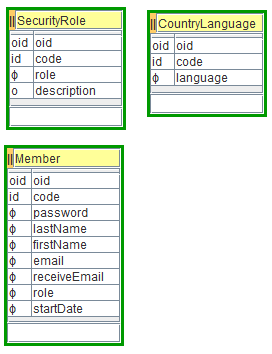 SecurityRole
oid oid
id code
ϕ role
o description
CountryLanguage
oid oid
id code
ϕ language
Member
oid oid
id code
ϕ password
ϕ lastName
ϕ firstName
ϕ email
ϕ receiveEmail
ϕ role
ϕ startDate